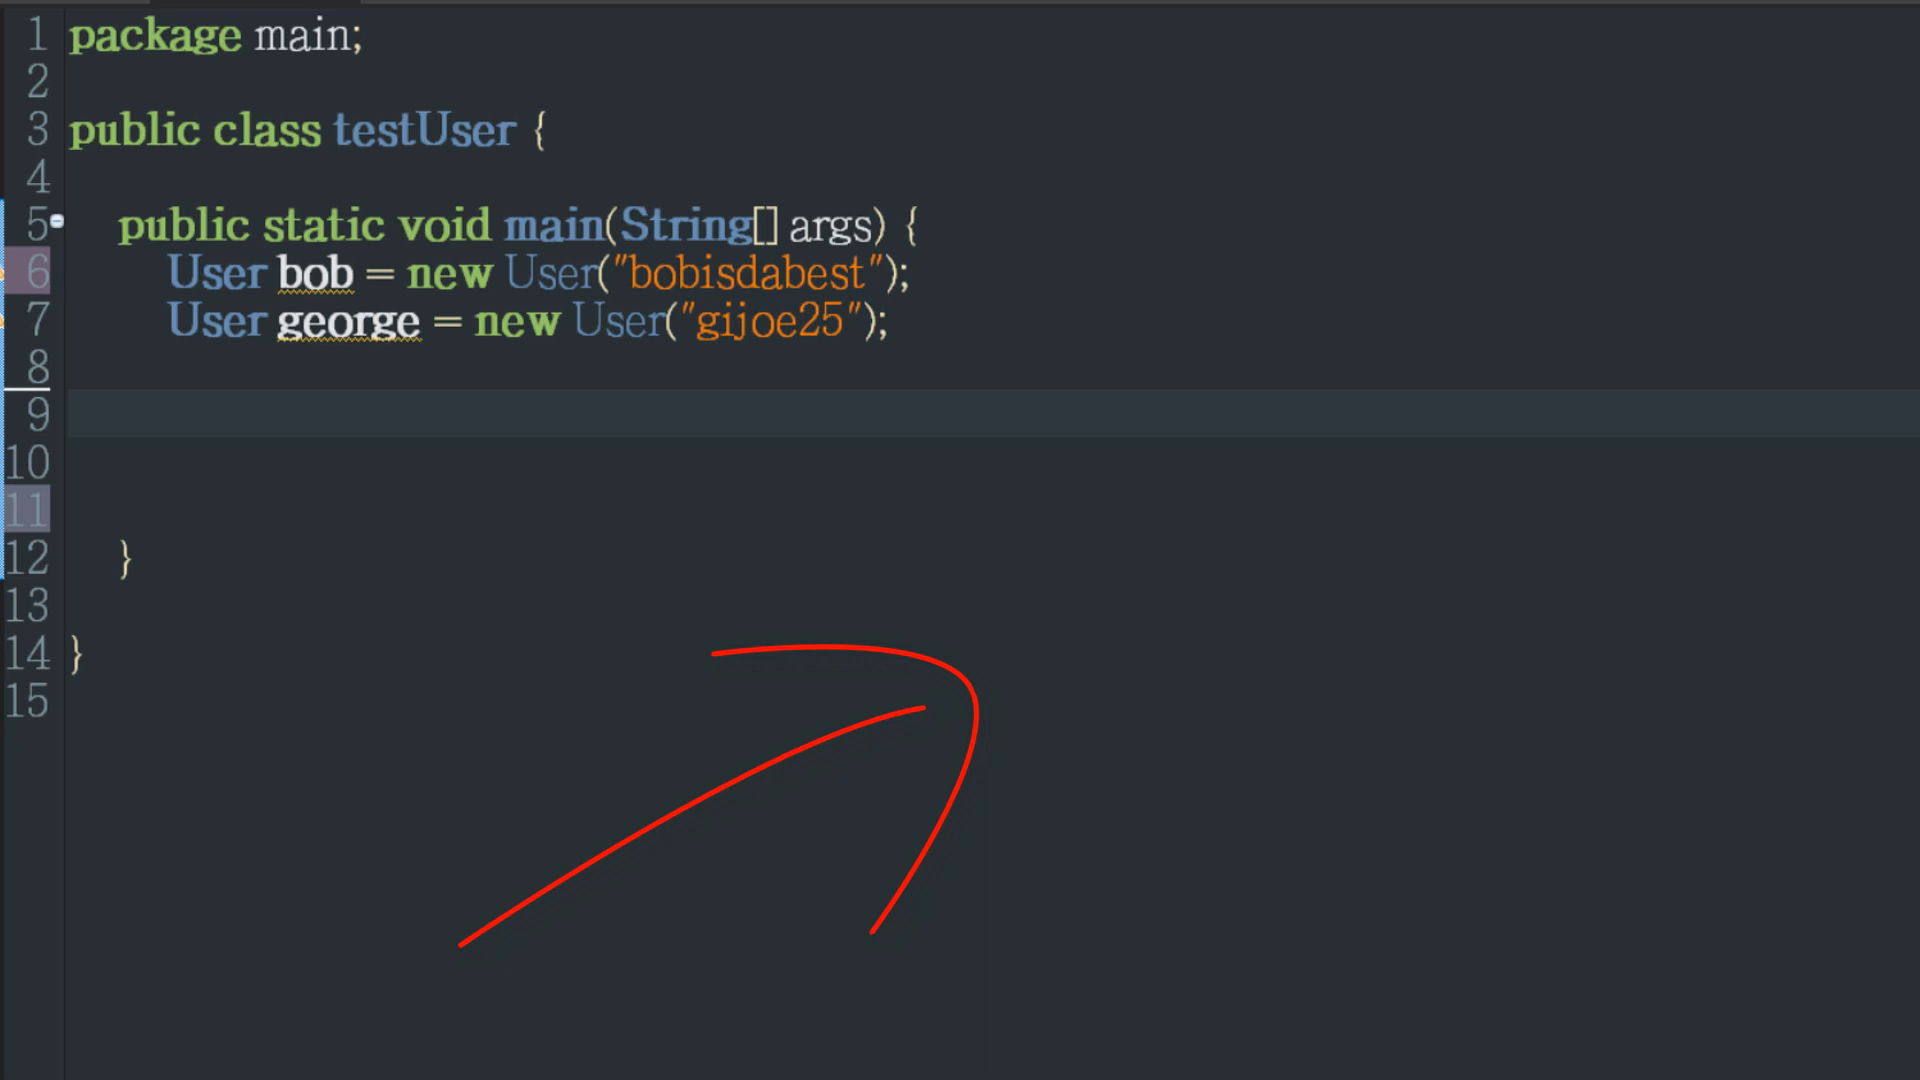 1 package main;
2
3 public class testUser {
4
5 public static void main(String[] args) {
6 User bob = new User("bobisdabest");
7 User george = new User("gijoe25");
8
9
10
11
12 }
13
14 }
15